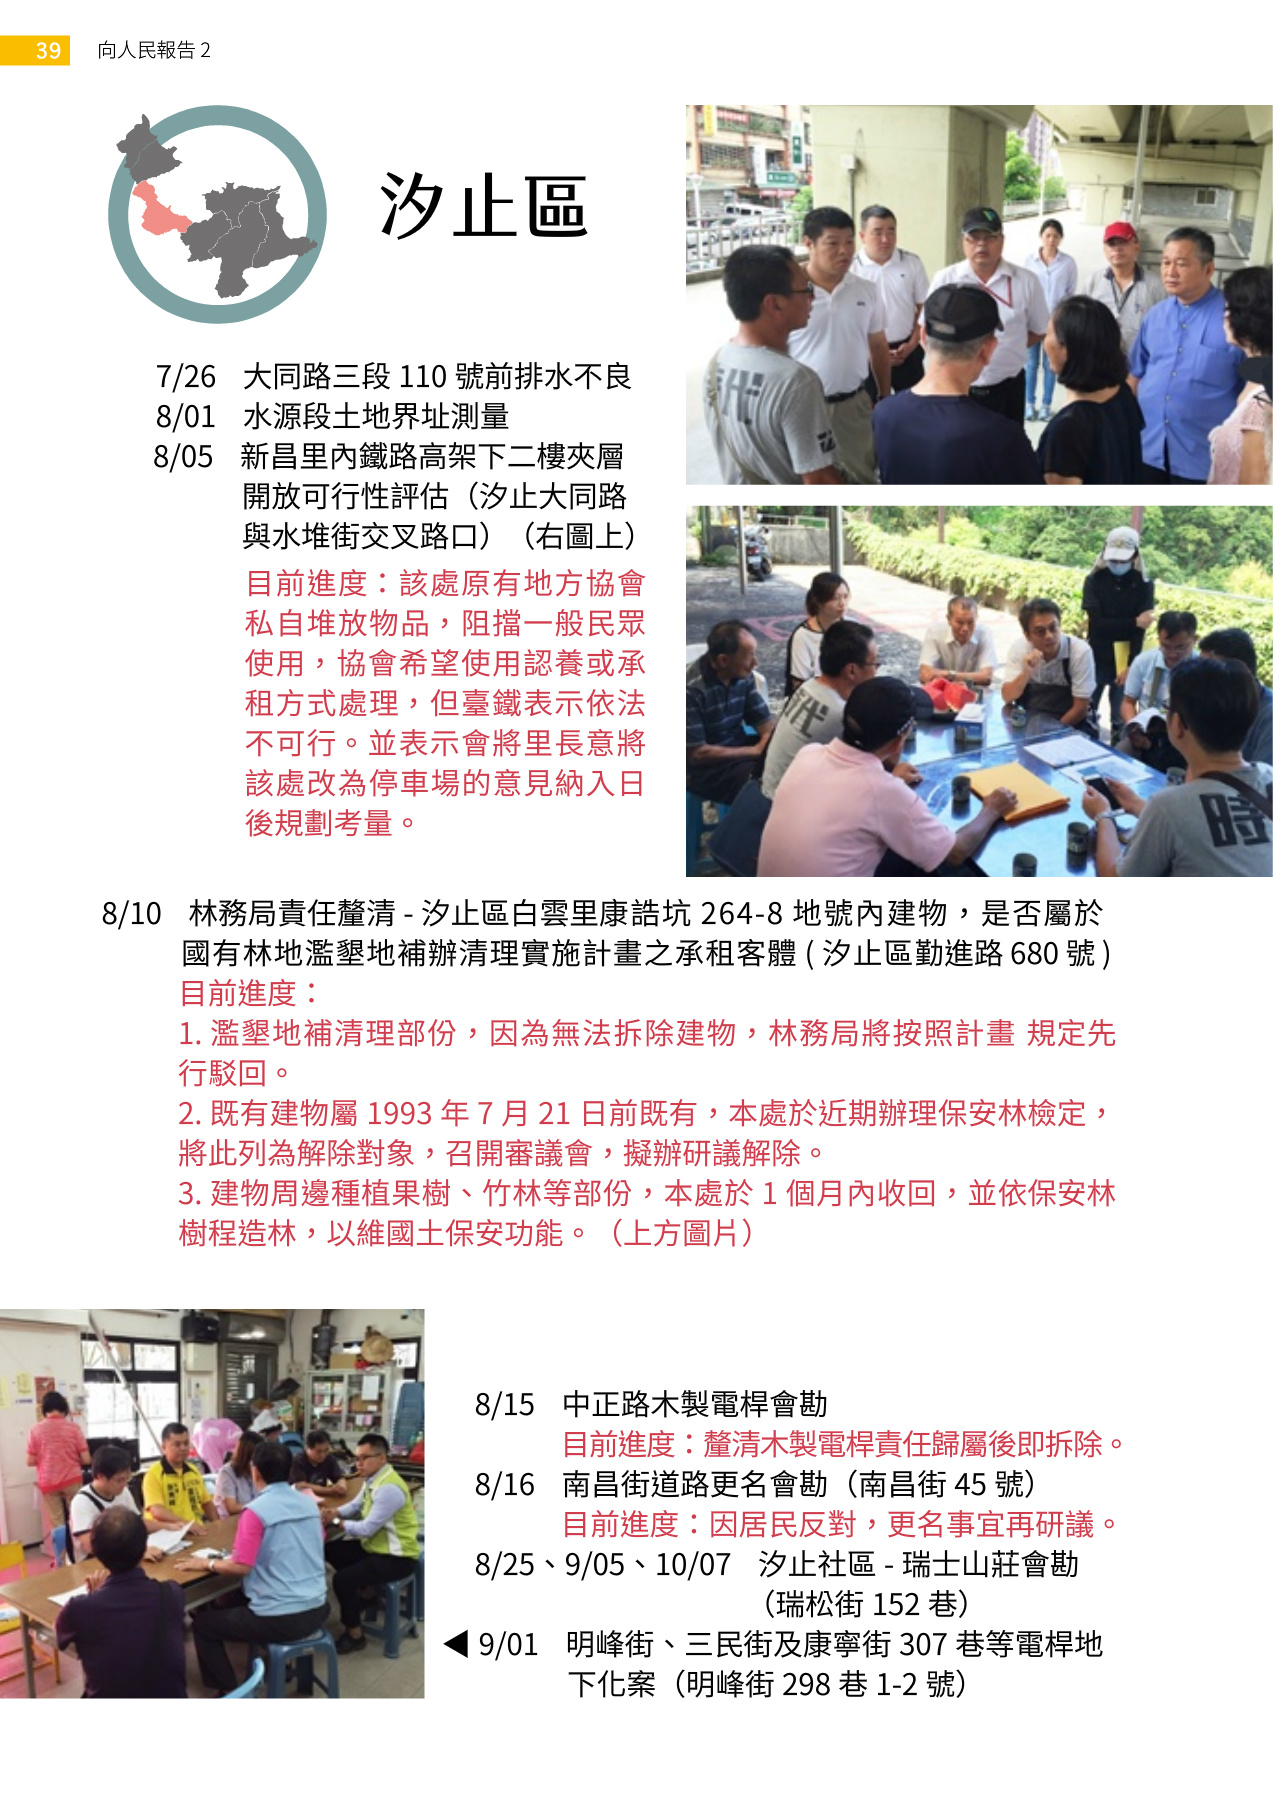 39
向人民報告 2
汐止區
7/26 大同路三段 110 號前排水不良
8/01 水源段土地界址測量
8/05 新昌里內鐵路高架下二樓夾層
開放可行性評估（汐止大同路
與水堆街交叉路口）（右圖上）
目前進度：該處原有地方協會
私自堆放物品，阻擋一般民眾
使用，協會希望使用認養或承
租方式處理，但臺鐵表示依法
不可行。並表示會將里長意將
該處改為停車場的意見納入日
後規劃考量。
8/10 林務局責任釐清 - 汐止區白雲里康誥坑 264-8 地號內建物，是否屬於
國有林地濫墾地補辦清理實施計畫之承租客體 ( 汐止區勤進路 680 號 )
目前進度：
1. 濫墾地補清理部份，因為無法拆除建物，林務局將按照計畫 規定先
行駁回。
2. 既有建物屬 1993 年 7 月 21 日前既有，本處於近期辦理保安林檢定，
將此列為解除對象，召開審議會，擬辦研議解除。
3. 建物周邊種植果樹、竹林等部份，本處於 1 個月內收回，並依保安林
樹程造林，以維國土保安功能。（上方圖片）
8/15 中正路木製電桿會勘
目前進度：釐清木製電桿責任歸屬後即拆除。
8/16 南昌街道路更名會勘（南昌街 45 號）
目前進度：因居民反對，更名事宜再研議。
8/25、9/05、10/07 汐止社區 - 瑞士山莊會勘
（瑞松街 152 巷）
◀ 9/01 明峰街、三民街及康寧街 307 巷等電桿地
下化案（明峰街 298 巷 1-2 號）